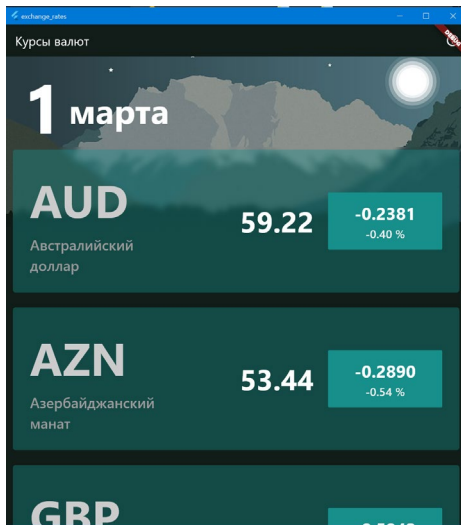 exchange_rates
Курсы валют
DEBUG
1 марта
AUD
Австралийский
доллар
59.22
-0.2381
-0.40 %
AZN
Азербайджанский
манат
53.44
-0.2890
-0.54 %
GBP